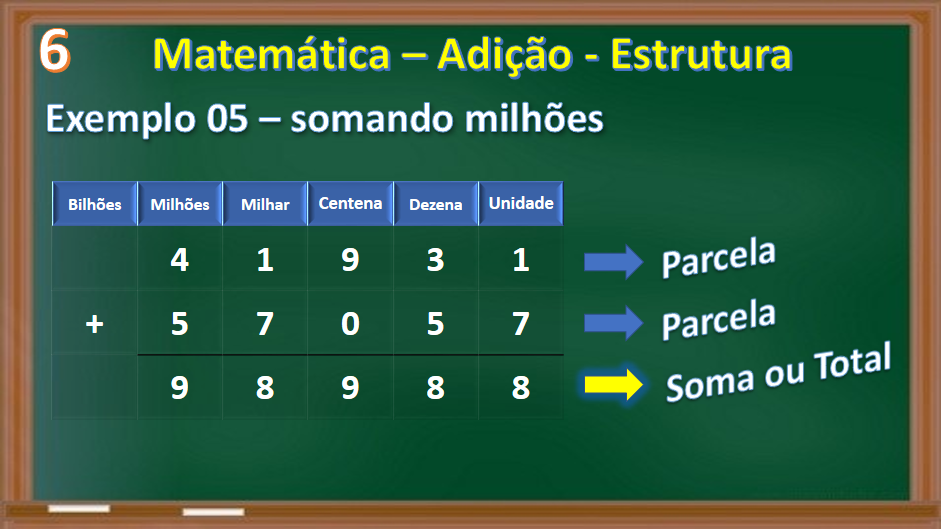 6
Matemática – Adição - Estrutura
Exemplo 05 – somando milhões
Bilhões Milhões Milhar Centena Dezena Unidade
4 1 9 3 1 Parcela
+ 5 7 0 5 7 Parcela
9 8 9 8 8 Soma ou Total